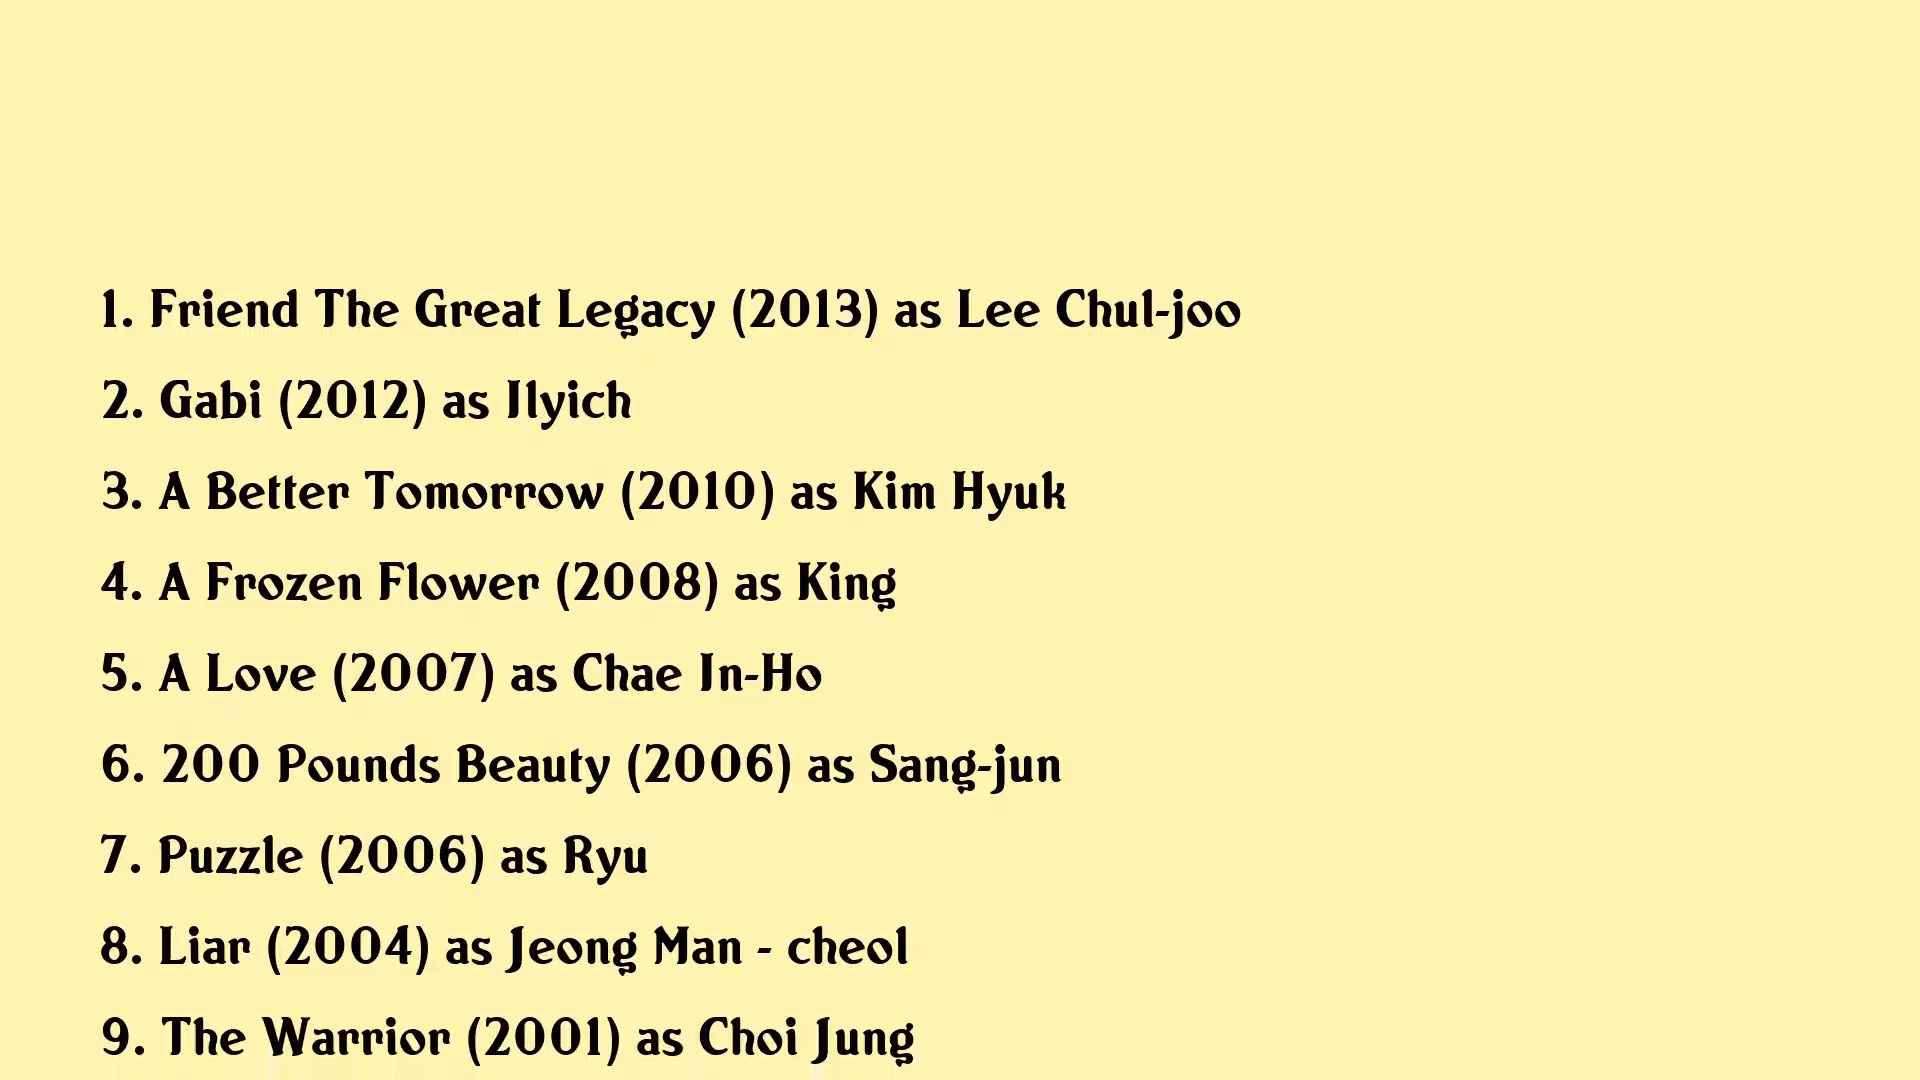 1. Friend The Great Legacy (2013) as Lee Chul-joo
2. Gabi (2012) as Ilyich
3. A Better Tomorrow (2010) as Kim Hyuk
4. A Frozen Flower (2008) as King
5. A Love (2007) as Chae In-Ho
6. 200 Pounds Beauty (2006) as Sang-jun
7. Puzzle (2006) as Ryu
8. Liar (2004) as Jeong Man - cheol
9. The Warrior (2001) as Choi Jung